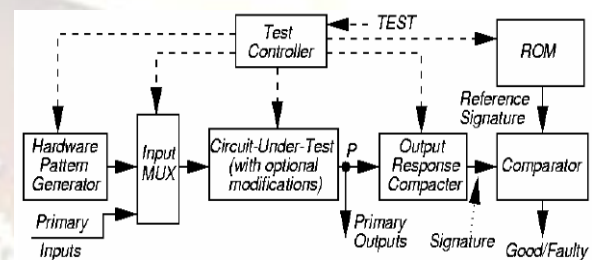 Test
Controller
TEST
ROM
Reference
Signature
Hardware
Pattern
Generator
Input
MUX
Circuit-Under-Test
(with optional
modifications)
P
Output
Response
Compacter
Comparator
Primary
Inputs
Primary
Outputs
Signature
Good/Faulty